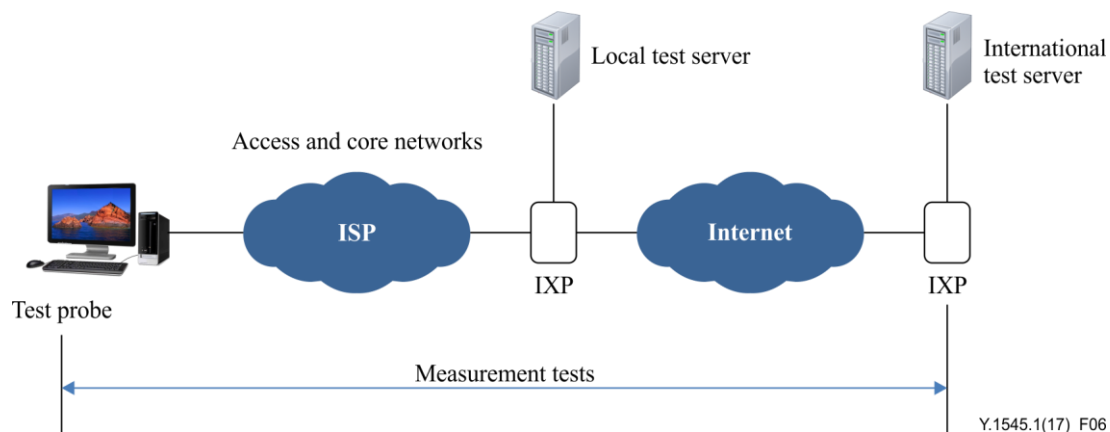 Local test server
International
test server
Access and core networks
ISP
Internet
IXP
IXP
Test probe
Measurement tests
Y.1545.1(17)_F06